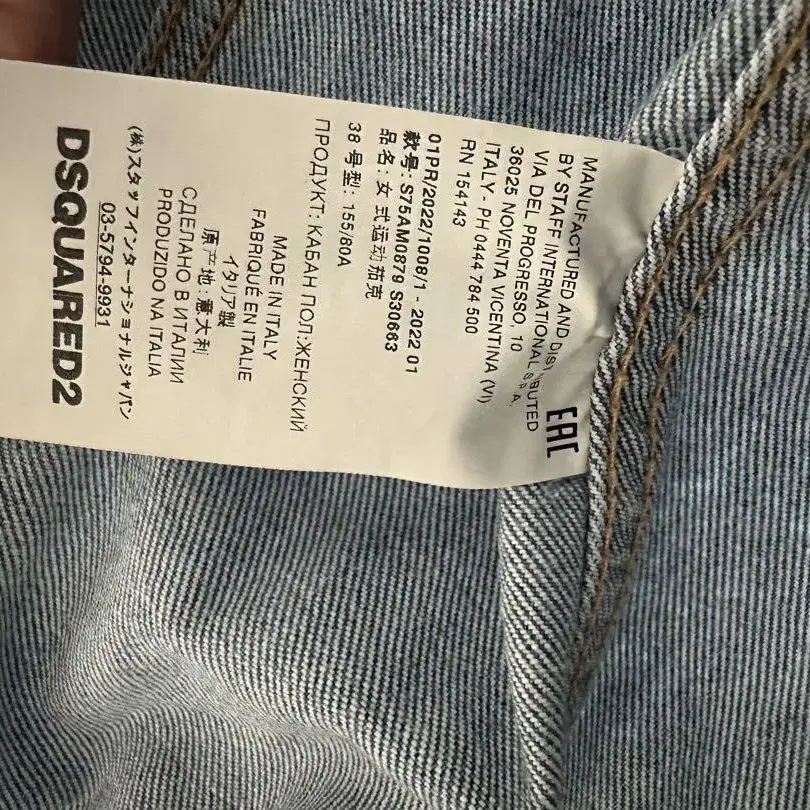 MANUFACTURED AND DIST BUTED
BY STAFF INTERNATIONAL S.P.A.
VIA DEL PROGRESSO, 10
36025 NOVENTA VICENTINA (VI)
ITALY - PH 0444 784 500
RN 154143
EAC
01PR/2022/1008/1 - 2022 01
款号: S75AM0879 S30663
品名: 女式运动茄克
38 号型: 155/80A
ПРОДУКТ: КАБАН ПОЛ:ЖЕНСКИЙ
MADE IN ITALY
FABRIQUÉ EN ITALIE
イタリア製
原产地: 意大利
СДЕЛАНО В ИТАЛИИ
PRODUZIDO NA ITALIA
(株)スタッフインターナショナルジャパン
03-5794-9931
DSQUARED2